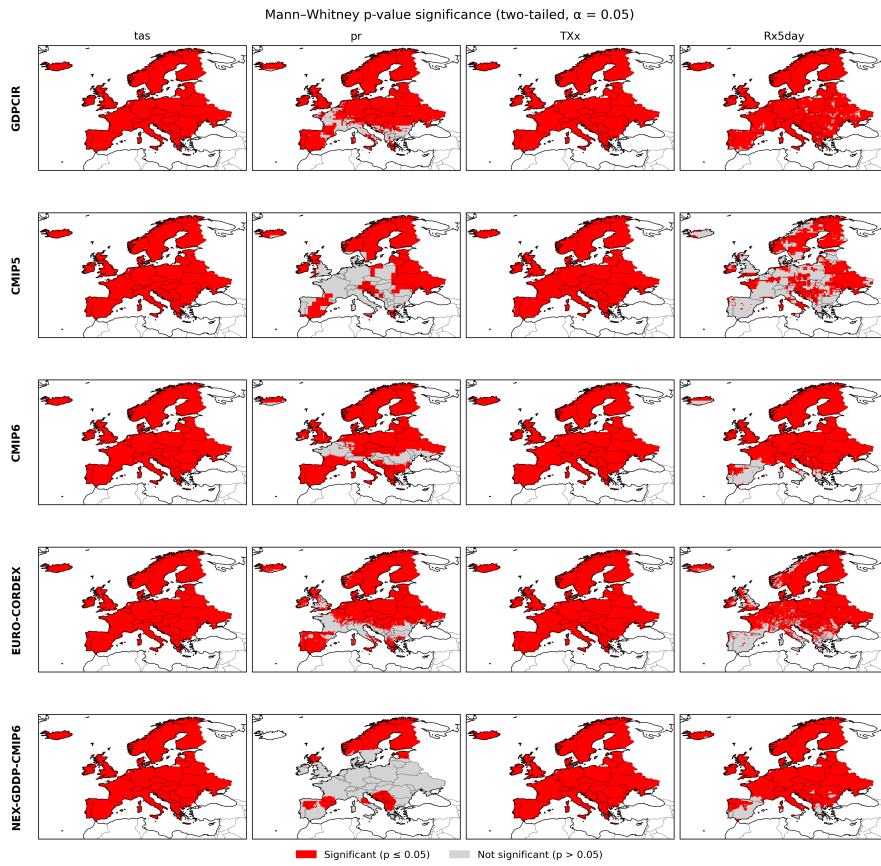 Mann–Whitney p-value significance (two-tailed, α = 0.05)
tas pr TXx Rx5day
GDPCIR
CMIP5
CMIP6
EURO-CORDEX
NEX-GDDP-CMIP6
Significant (p ≤ 0.05) Not significant (p > 0.05)